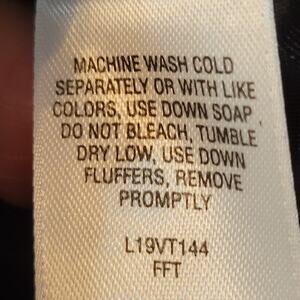 MACHINE WASH COLD
SEPARATELY OR WITH LIKE
COLORS, USE DOWN SOAP,
DO NOT BLEACH, TUMBLE
DRY LOW, USE DOWN
FLUFFERS, REMOVE
PROMPTLY
L19VT144
FFT